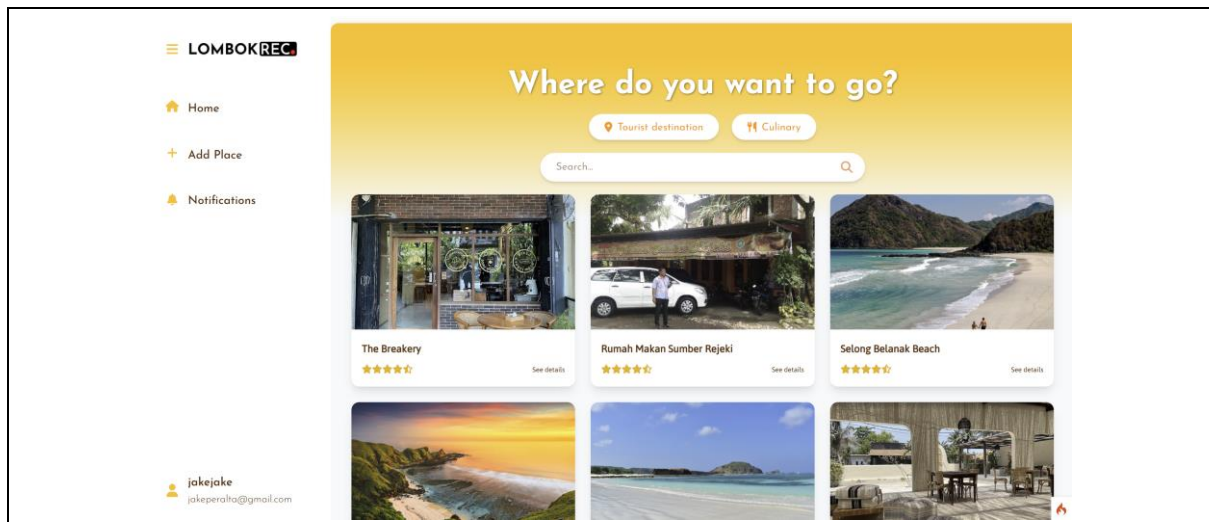 LOMBOKREC.
Home
Add Place
Notifications
jakejake
jakeperalta@gmail.com
Where do you want to go?
Tourist destination
Culinary
Search...
The Breakery
See details
Rumah Makan Sumber Rejeki
See details
Selong Belanak Beach
See details